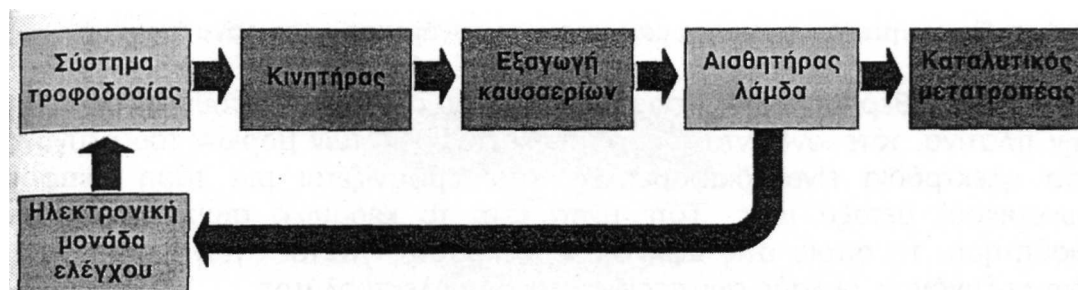 Σύστημα
τροφοδοσίας
Κινητήρας
Εξαγωγή
καυσαερίων
Αισθητήρας
λάμδα
Καταλυτικός
μετατροπέας
Ηλεκτρονική
μονάδα
ελέγχου